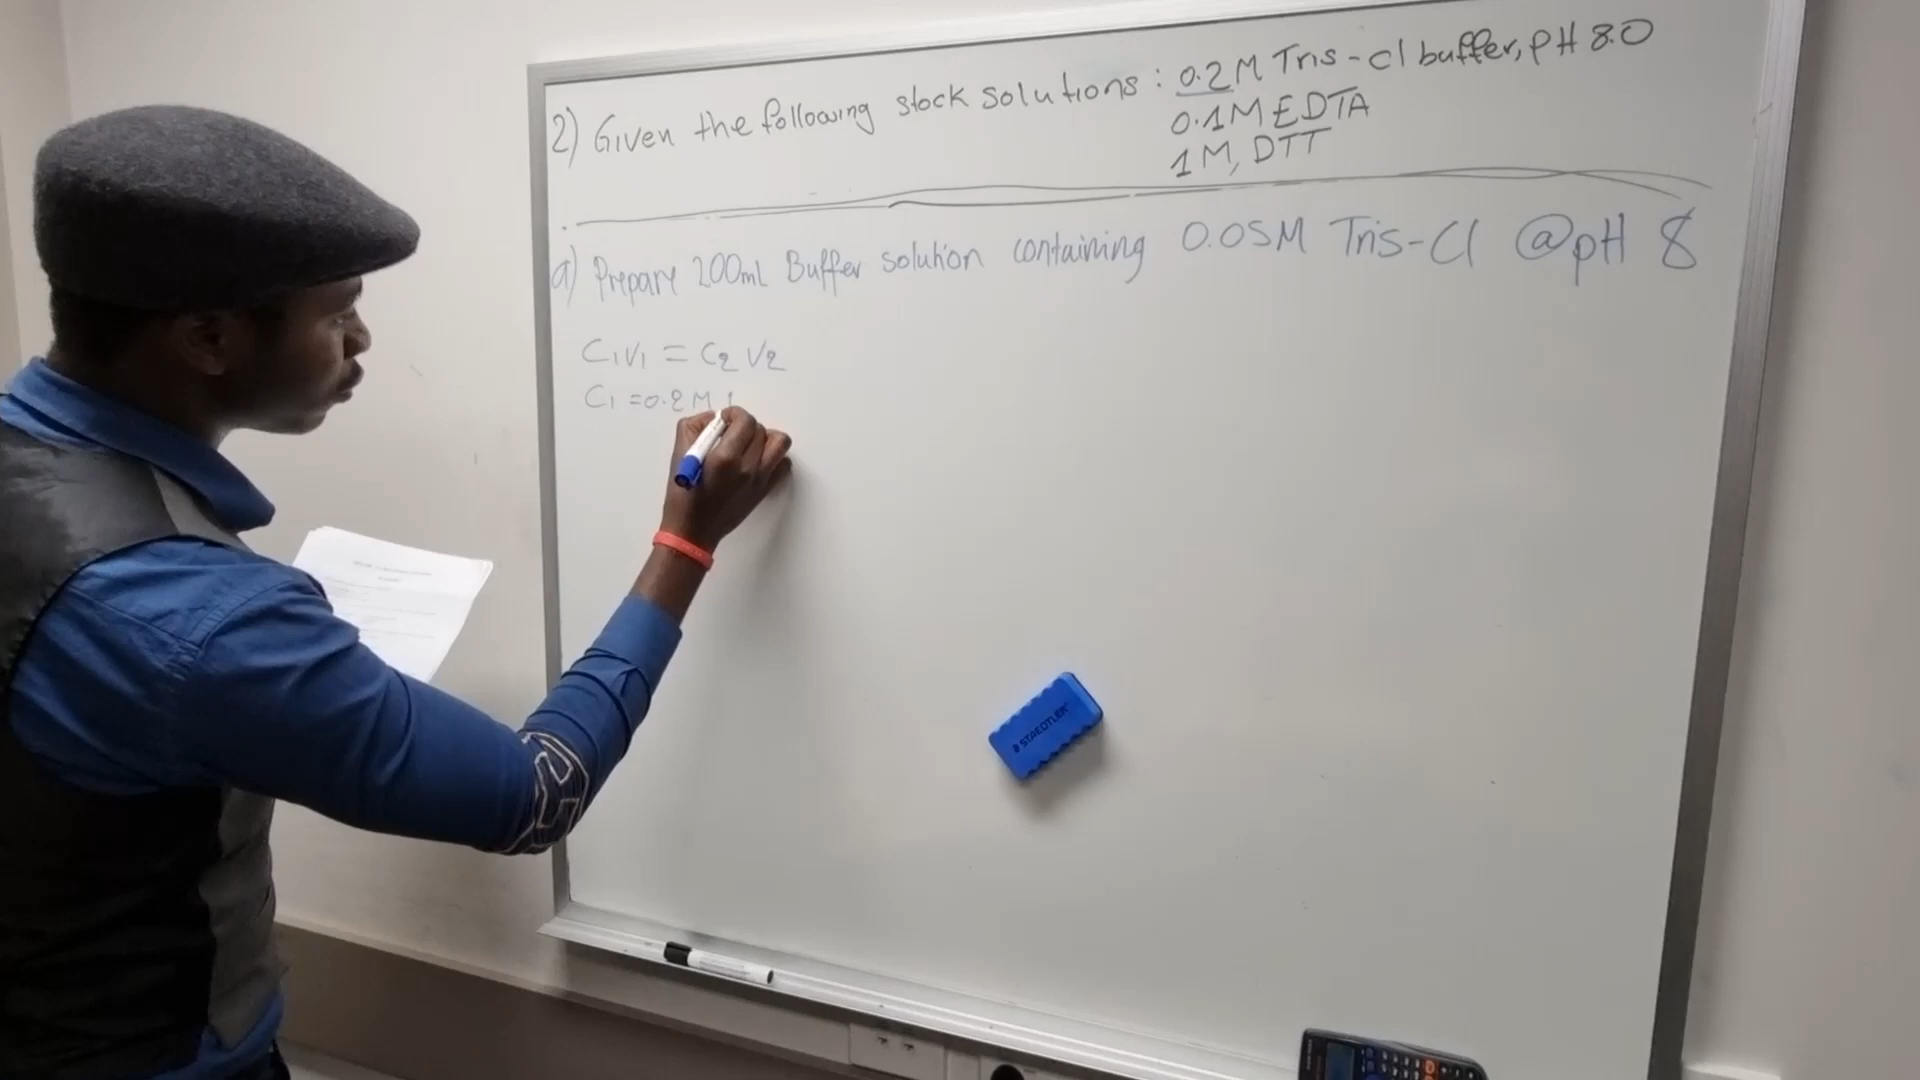 2) Given the following stock solutions : 0.2M Tris-Cl buffer, pH 8.0
0.1M EDTA
1M, DTT
a) Prepare 200mL Buffer solution containing 0.05M Tris-Cl @pH 8
C₁V₁ = C₂V₂
C₁ = 0.2M
STAEDTLER